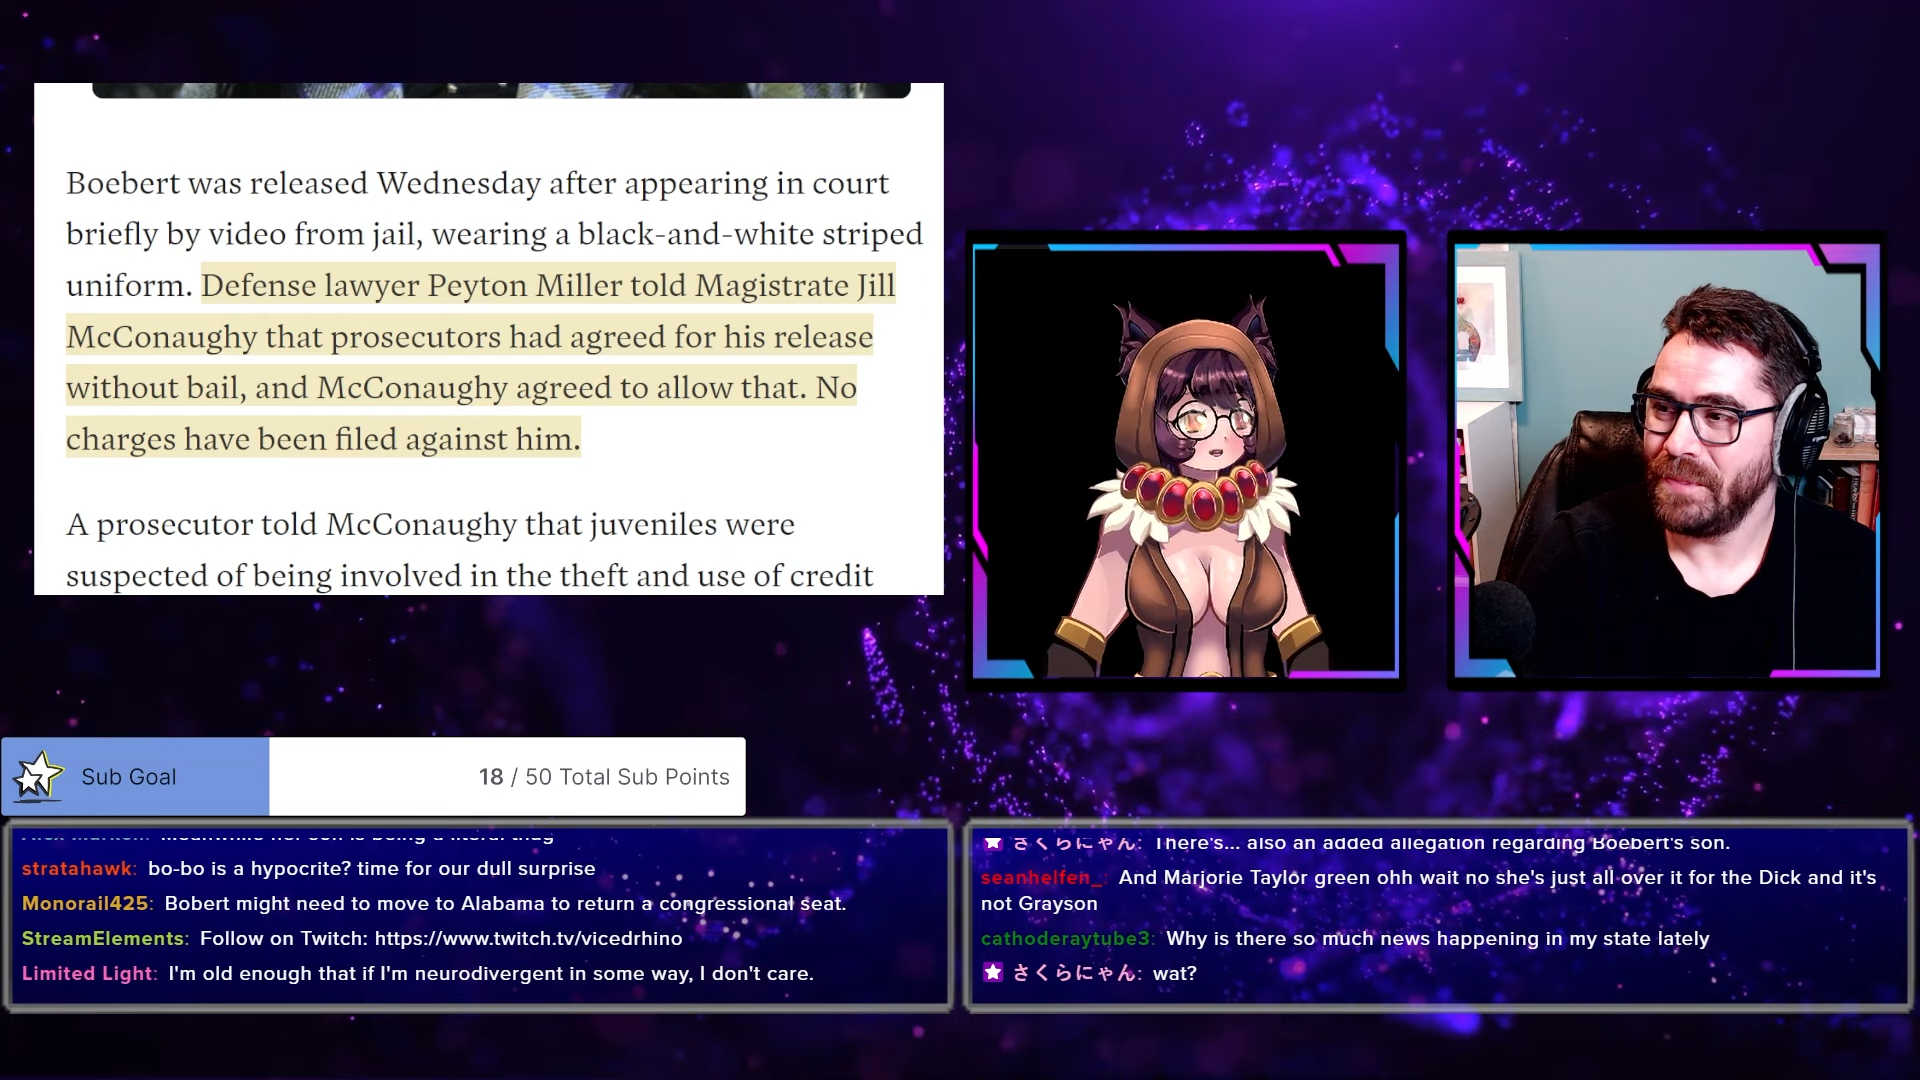 Boebert was released Wednesday after appearing in court
briefly by video from jail, wearing a black-and-white striped
uniform. Defense lawyer Peyton Miller told Magistrate Jill
McConaughy that prosecutors had agreed for his release
without bail, and McConaughy agreed to allow that. No
charges have been filed against him.
A prosecutor told McConaughy that juveniles were
suspected of being involved in the theft and use of credit
Sub Goal
18 / 50 Total Sub Points
stratahawk: bo-bo is a hypocrite? time for our dull surprise
Monorail425: Bobert might need to move to Alabama to return a congressional seat.
StreamElements: Follow on Twitch: https://www.twitch.tv/vicedrhino
Limited Light: I'm old enough that if I'm neurodivergent in some way, I don't care.
さくらにゃん: There's... also an added allegation regarding Boebert's son.
seanhelfen_: And Marjorie Taylor green ohh wait no she's just all over it for the Dick and it's
not Grayson
cathoderaytube3: Why is there so much news happening in my state lately
さくらにゃん: wat?